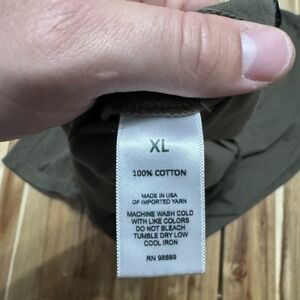 XL
100% COTTON
MADE IN USA
OF IMPORTED YARN
MACHINE WASH COLD
WITH LIKE COLORS
DO NOT BLEACH
TUMBLE DRY LOW
COOL IRON
RN 98689